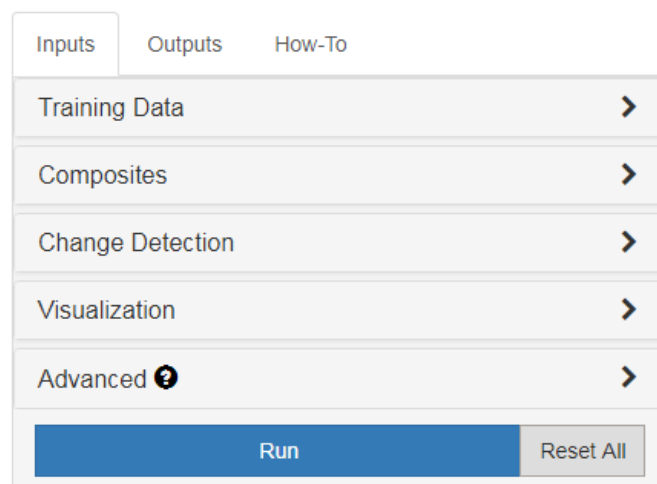 Inputs Outputs How-To
Training Data
Composites
Change Detection
Visualization
Advanced ?
Run Reset All